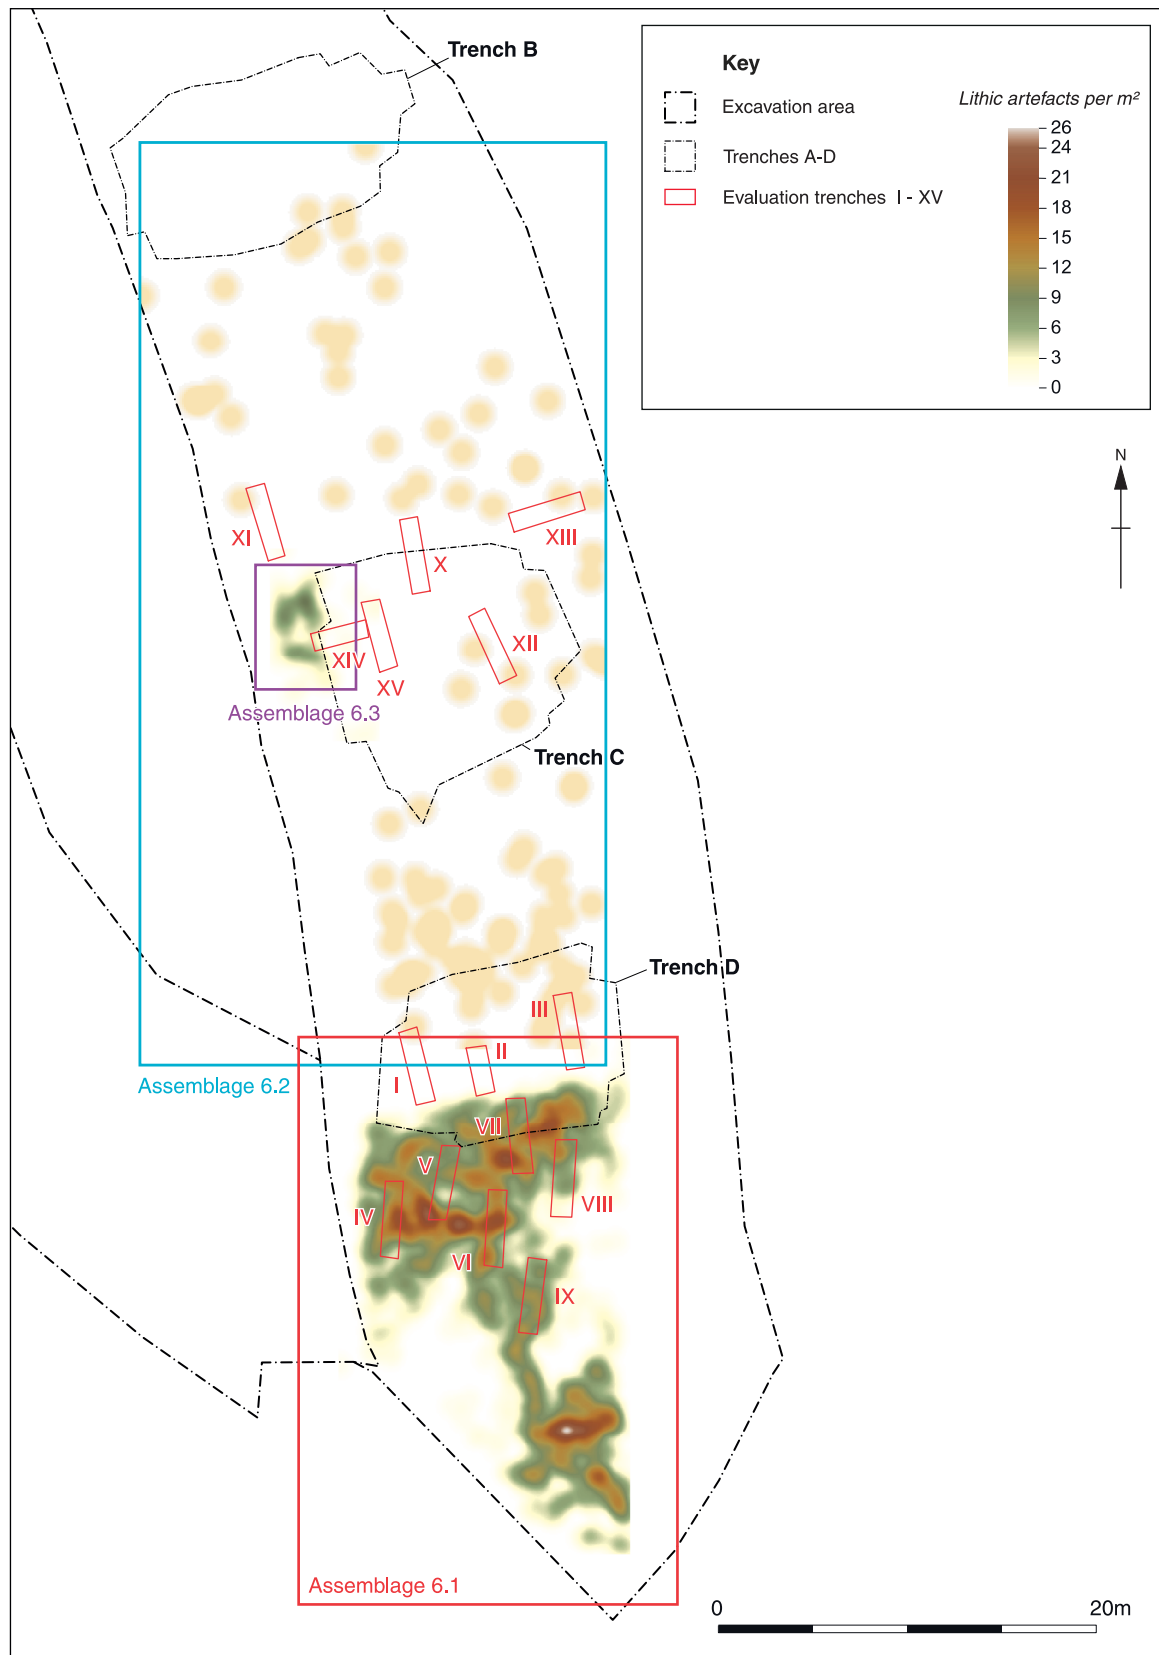 Trench B
Key
Lithic artefacts per m²
Excavation area
Trenches A-D
Evaluation trenches I - XV
26
24
21
18
15
12
9
6
3
0
N
XI
X
XIII
XII
XIV
XV
Assemblage 6.3
Trench C
Trench D
III
II
I
Assemblage 6.2
VII
V
VIII
IV
VI
IX
Assemblage 6.1
0 20m